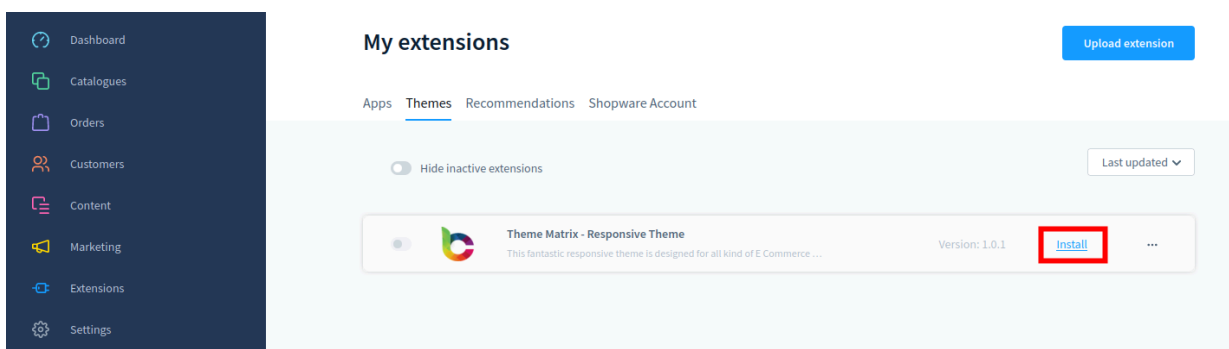 Dashboard
Catalogues
Orders
Customers
Content
Marketing
Extensions
Settings
My extensions
Upload extension
Apps Themes Recommendations Shopware Account
Hide inactive extensions
Last updated
Theme Matrix - Responsive Theme
This fantastic responsive theme is designed for all kind of E Commerce ...
Version: 1.0.1
Install
...